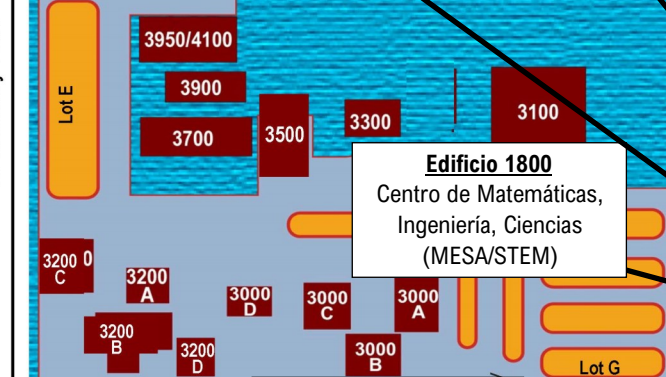 3950/4100
Lot E
3900
3700
3500
3300
3100
Edificio 1800
Centro de Matemáticas,
Ingeniería, Ciencias
(MESA/STEM)
3200 0
C
3200
A
3000
D
3000
C
3000
A
3200
B
3200
D
3000
B
Lot G